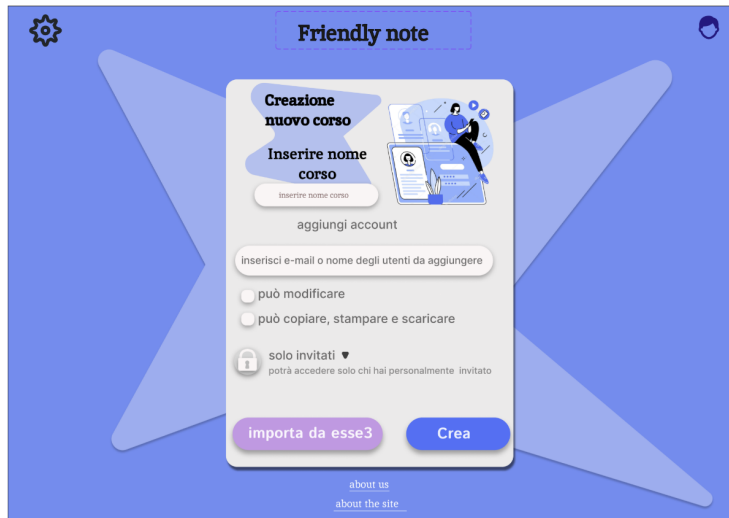 Friendly note
Creazione
nuovo corso
Inserire nome
corso
inserire nome corso
aggiungi account
inserisci e-mail o nome degli utenti da aggiungere
può modificare
può copiare, stampare e scaricare
solo invitati
potrà accedere solo chi hai personalmente invitato
importa da esse3
Crea
about us
about the site